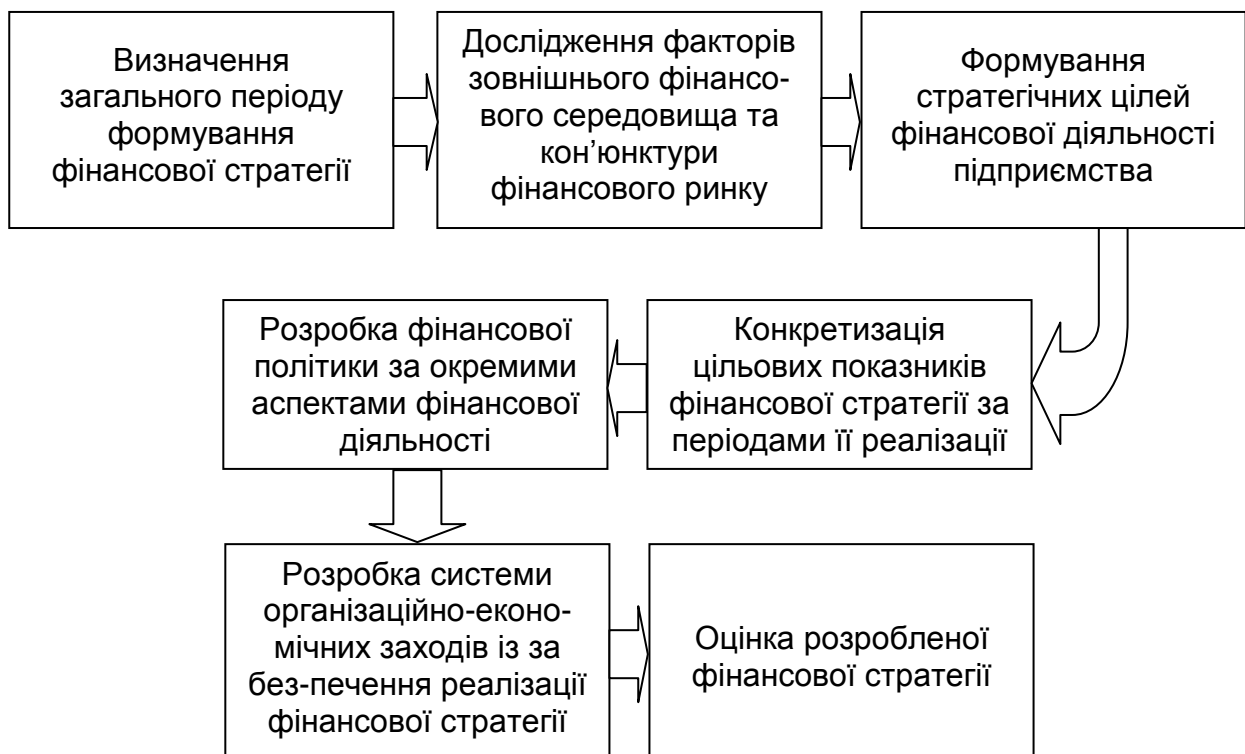 Визначення
загального періоду
формування
фінансової стратегії
Дослідження факторів
зовнішнього фінансо-
вого середовища та
кон’юнктури
фінансового ринку
Формування
стратегічних цілей
фінансової діяльності
підприємства
Конкретизація
цільових показників
фінансової стратегії за
періодами її реалізації
Розробка фінансової
політики за окремими
аспектами фінансової
діяльності
Розробка системи
організаційно-еконо-
мічних заходів із за
без-печення реалізації
фінансової стратегії
Оцінка розробленої
фінансової стратегії